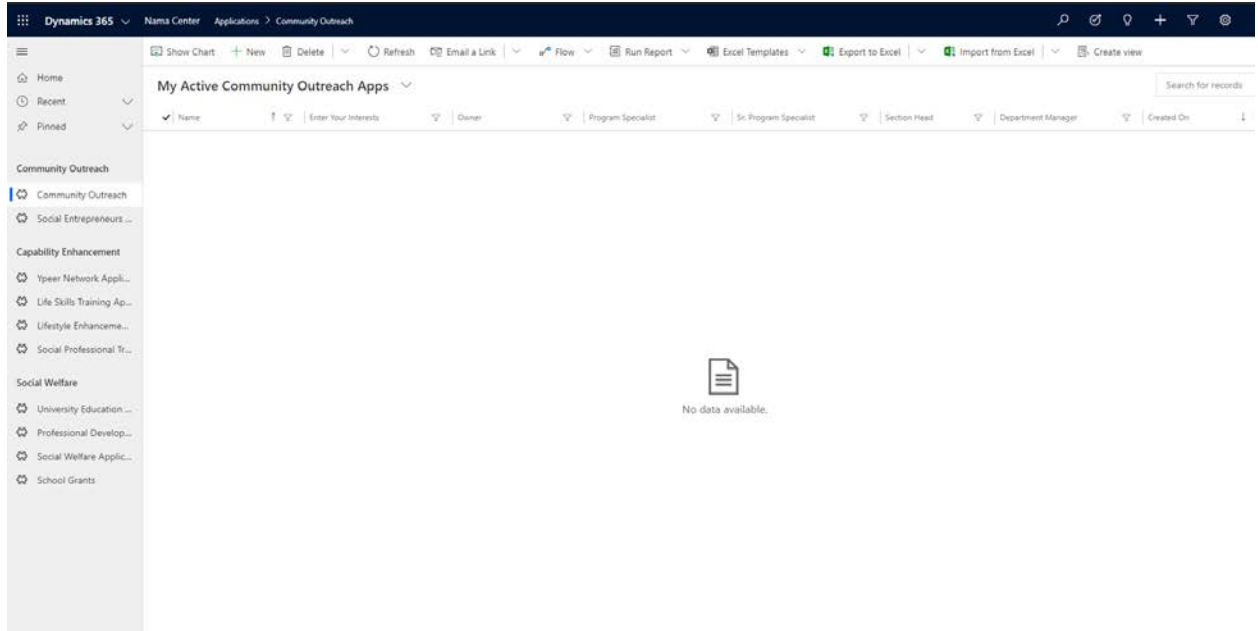 Dynamics 365 Nama Center Applications > Community Outreach
Show Chart New Delete Refresh Email a Link Flow Run Report Excel Templates Export to Excel Import from Excel Create view
Home
Recent
Pinned
Community Outreach
Community Outreach
Social Entrepreneurs ...
Capability Enhancement
Ypeer Network Appli...
Life Skills Training Ap...
Lifestyle Enhanceme...
Social Professional Tr...
Social Welfare
University Education ...
Professional Develop...
Social Welfare Applic...
School Grants
My Active Community Outreach Apps
Search for records
Name Enter Your Interests Owner Program Specialist Sr. Program Specialist Section Head Department Manager Created On
No data available.